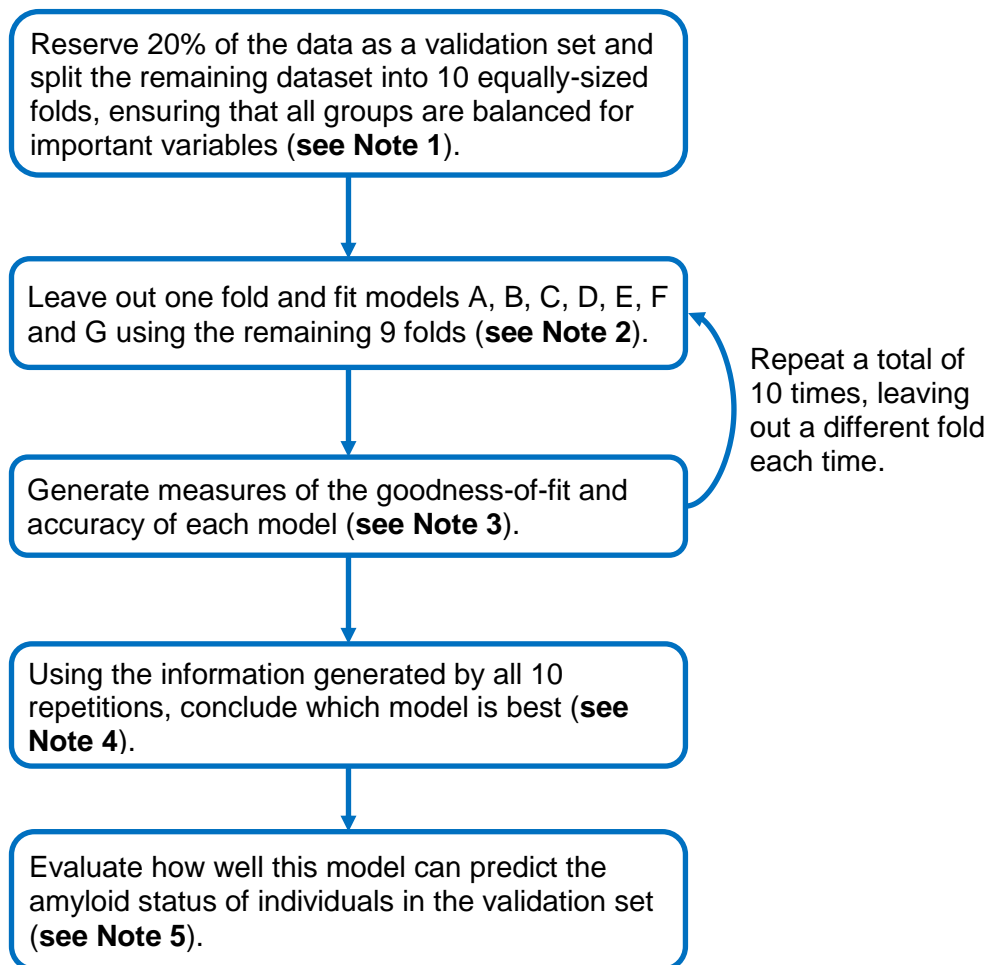 Reserve 20% of the data as a validation set and
split the remaining dataset into 10 equally-sized
folds, ensuring that all groups are balanced for
important variables (see Note 1).
Leave out one fold and fit models A, B, C, D, E, F
and G using the remaining 9 folds (see Note 2).
Repeat a total of
10 times, leaving
out a different fold
each time.
Generate measures of the goodness-of-fit and
accuracy of each model (see Note 3).
Using the information generated by all 10
repetitions, conclude which model is best (see
Note 4).
Evaluate how well this model can predict the
amyloid status of individuals in the validation set
(see Note 5).